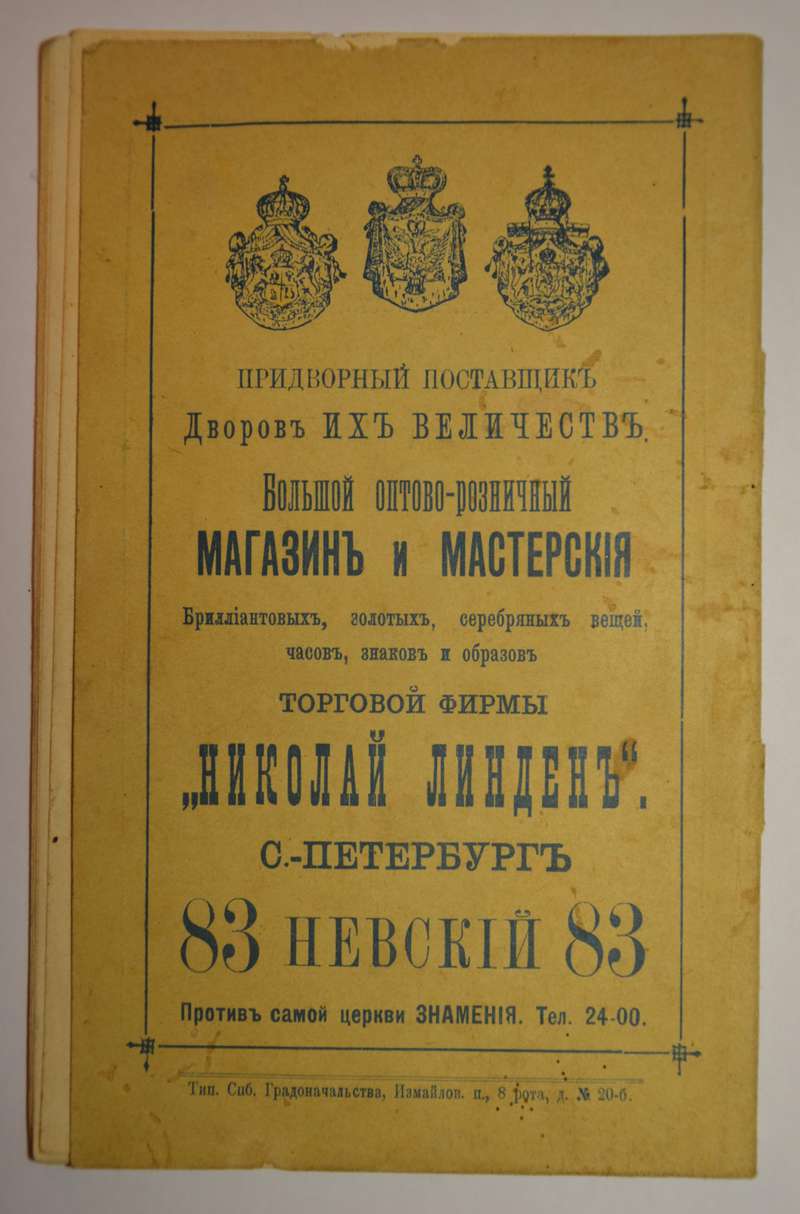 ПРИДВОРНЫЙ ПОСТАВЩИКЪ
Дворовъ ИХЪ ВЕЛИЧЕСТВЪ.
Большой оптово-розничный
МАГАЗИНЪ и МАСТЕРСКІЯ
Брилліантовыхъ, золотыхъ, серебряныхъ вещей,
часовъ, знаковъ и образовъ
ТОРГОВОЙ ФИРМЫ
„НИКОЛАЙ ЛИНДЕНЪ“.
С.-ПЕТЕРБУРГЪ
83 НЕВСКІЙ 83
Противъ самой церкви ЗНАМЕНІЯ. Тел. 24-00.
Тип. Спб. Градоначальства, Измайлов. п., 8 рота, д. № 20-б.